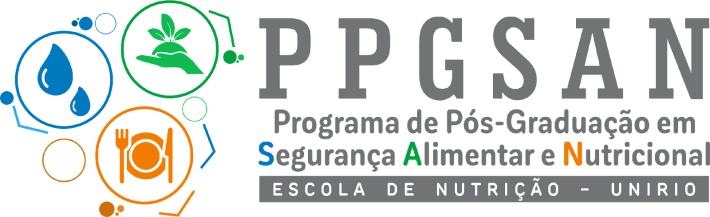 PPGSAN
Programa de Pós-Graduação em
Segurança Alimentar e Nutricional
ESCOLA DE NUTRIÇÃO - UNIRIO